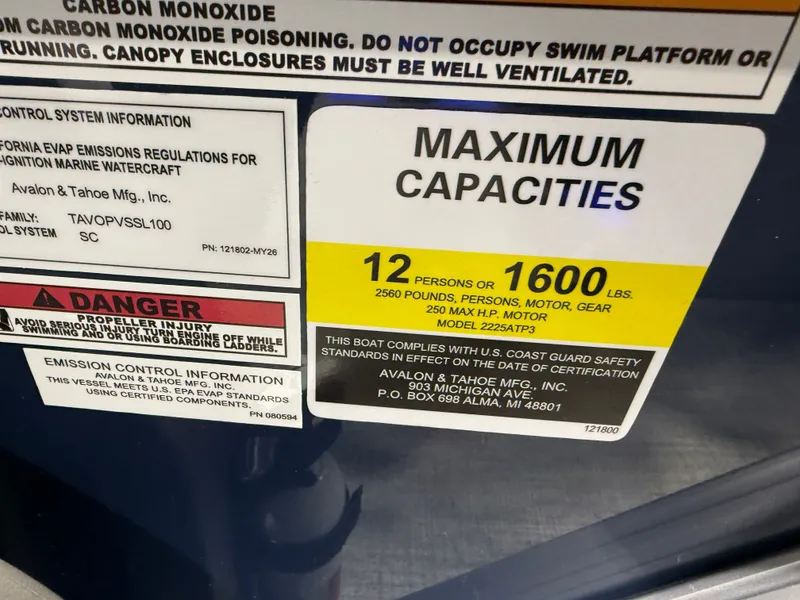 CARBON MONOXIDE
OM CARBON MONOXIDE POISONING. DO NOT OCCUPY SWIM PLATFORM OR
RUNNING. CANOPY ENCLOSURES MUST BE WELL VENTILATED.
CONTROL SYSTEM INFORMATION
FORNIA EVAP EMISSIONS REGULATIONS FOR
-IGNITION MARINE WATERCRAFT
Avalon & Tahoe Mfg., Inc.
FAMILY: TAVOPVSSL100
OL SYSTEM SC
PN: 121802-MY26
DANGER
PROPELLER INJURY
AVOID SERIOUS INJURY TURN ENGINE OFF WHILE
SWIMMING AND OR USING BOARDING LADDERS.
EMISSION CONTROL INFORMATION
AVALON & TAHOE MFG. INC.
THIS VESSEL MEETS U.S. EPA EVAP STANDARDS
USING CERTIFIED COMPONENTS.
PN 080594
MAXIMUM
CAPACITIES
12 PERSONS OR 1600 LBS.
2560 POUNDS, PERSONS, MOTOR, GEAR
250 MAX H.P. MOTOR
MODEL 2225ATP3
THIS BOAT COMPLIES WITH U.S. COAST GUARD SAFETY
STANDARDS IN EFFECT ON THE DATE OF CERTIFICATION
AVALON & TAHOE MFG., INC.
903 MICHIGAN AVE.
P.O. BOX 698 ALMA, MI 48801
121800